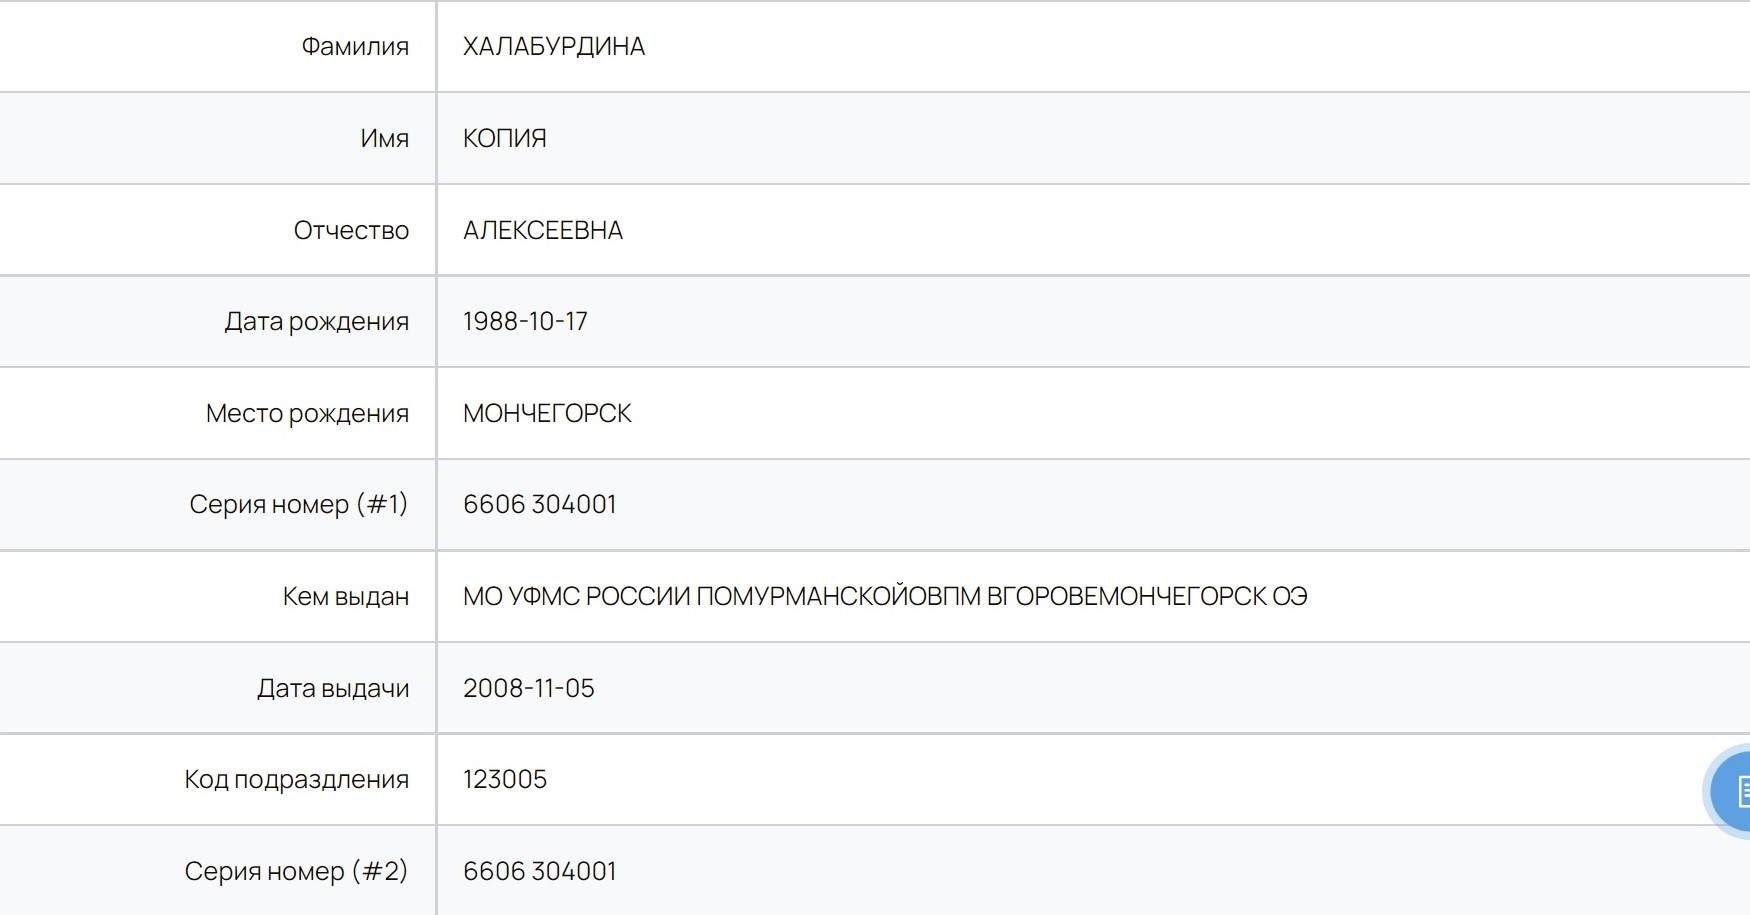 Фамилия ХАЛАБУРДИНА
Имя КОПИЯ
Отчество АЛЕКСЕЕВНА
Дата рождения 1988-10-17
Место рождения МОНЧЕГОРСК
Серия номер (#1) 6606 304001
Кем выдан МО УФМС РОССИИ ПОМУРМАНСКОЙОВПМ ВГОРОВЕМОНЧЕГОРСК ОЭ
Дата выдачи 2008-11-05
Код подраздления 123005
Серия номер (#2) 6606 304001